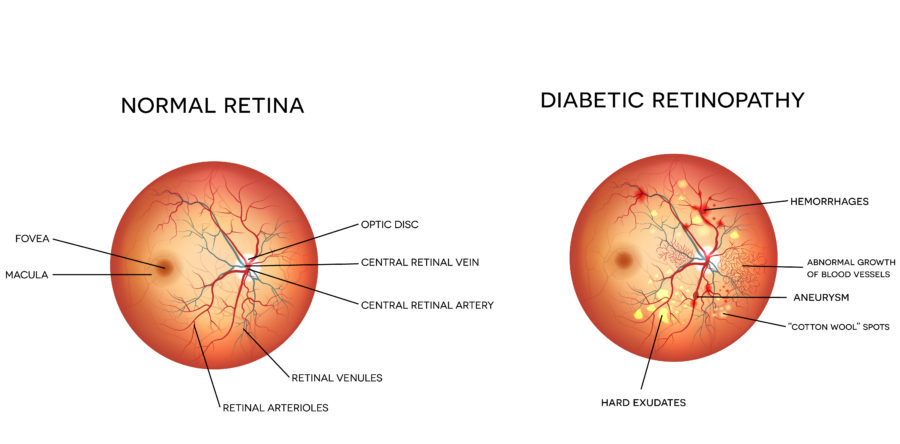 NORMAL RETINA
FOVEA
MACULA
OPTIC DISC
CENTRAL RETINAL VEIN
CENTRAL RETINAL ARTERY
RETINAL VENULES
RETINAL ARTERIOLES
DIABETIC RETINOPATHY
HEMORRHAGES
ABNORMAL GROWTH
OF BLOOD VESSELS
ANEURYSM
"COTTON WOOL" SPOTS
HARD EXUDATES